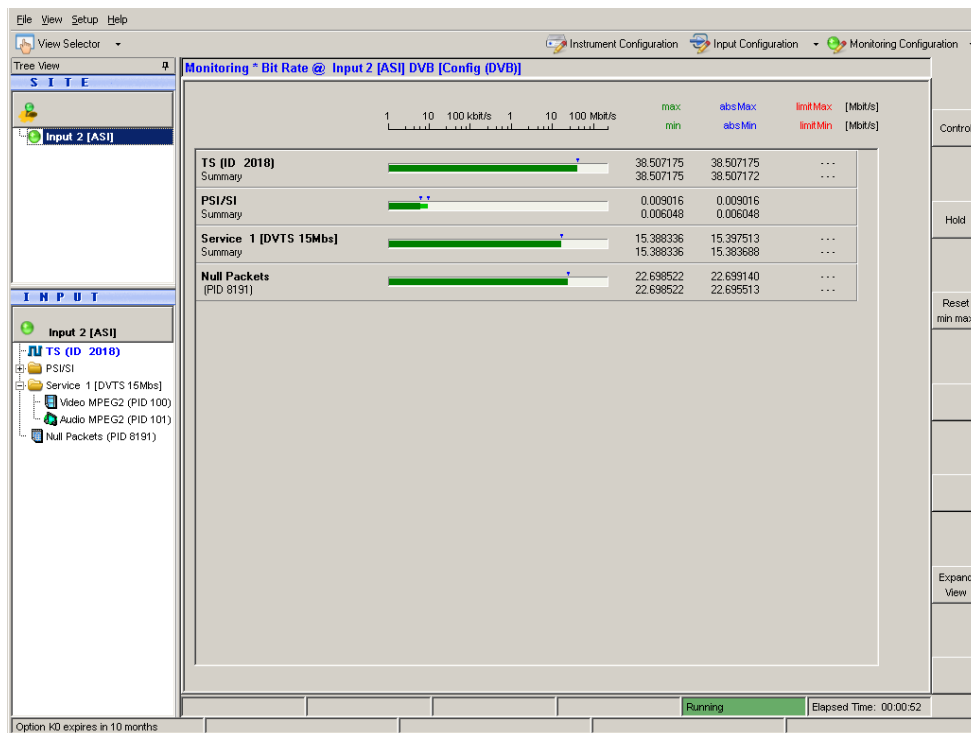 File View Setup Help
View Selector
Instrument Configuration Input Configuration Monitoring Configuration
Tree View
SITE
Input 2 [ASI]
INPUT
Input 2 [ASI]
TS (ID 2018)
PSI/SI
Service 1 [DVTS 15Mbs]
Video MPEG2 (PID 100)
Audio MPEG2 (PID 101)
Null Packets (PID 8191)
Monitoring * Bit Rate @ Input 2 [ASI] DVB [Config (DVB)]
max absMax limitMax [Mbit/s]
1 10 100 kbit/s 1 10 100 Mbit/s
min absMin limitMin [Mbit/s]
TS (ID 2018) 38.507175 38.507175 ---
Summary 38.507175 38.507172 ---
PSI/SI 0.009016 0.009016
Summary 0.006048 0.006048
Service 1 [DVTS 15Mbs] 15.388336 15.397513 ---
Summary 15.388336 15.383688 ---
Null Packets 22.698522 22.699140 ---
(PID 8191) 22.698522 22.695513 ---
Control
Hold
Reset
min max
Expand
View
Running Elapsed Time: 00:00:52
Option K0 expires in 10 months